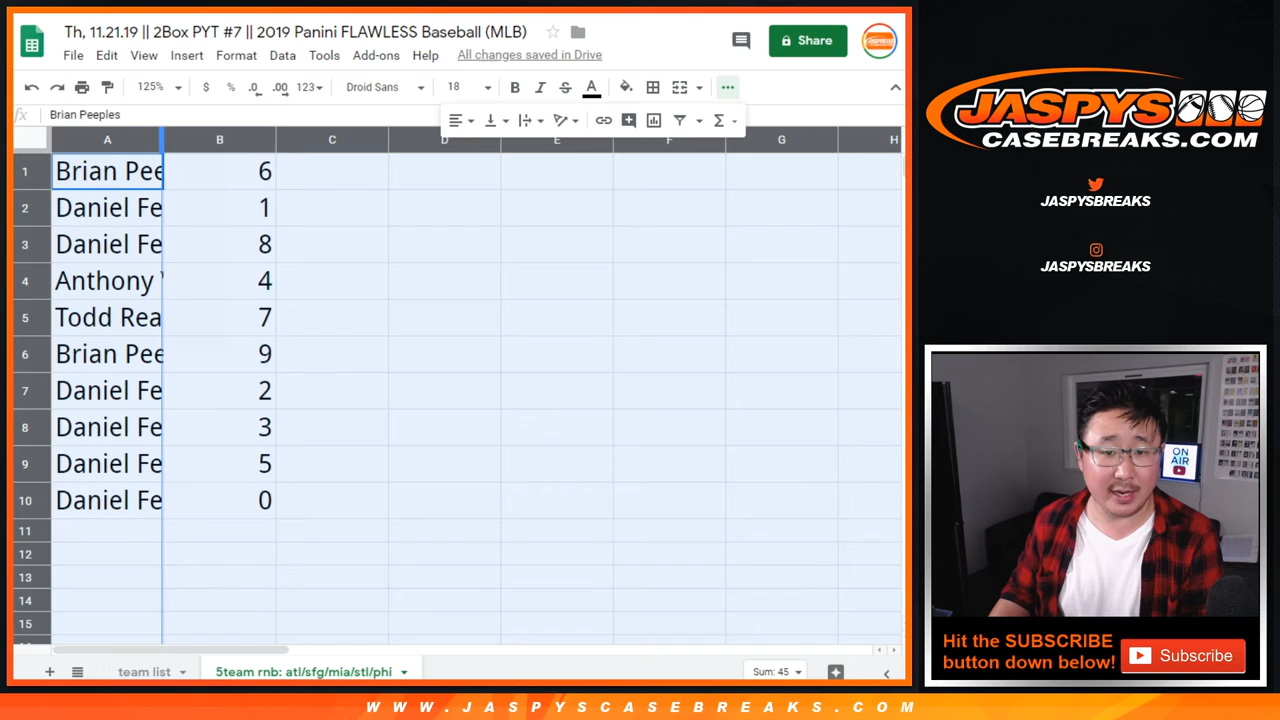 Th, 11.21.19 || 2Box PYT #7 || 2019 Panini FLAWLESS Baseball (MLB)
File Edit View Insert Format Data Tools Add-ons Help All changes saved in Drive
Share
125% $ % .0 .00 123 Droid Sans 18 B I S A
fx Brian Peeples
A B C D E F G H
1 Brian Pee 6
2 Daniel Fe 1
3 Daniel Fe 8
4 Anthony 4
5 Todd Rea 7
6 Brian Pee 9
7 Daniel Fe 2
8 Daniel Fe 3
9 Daniel Fe 5
10 Daniel Fe 0
11
12
13
14
15
team list 5team rnb: atl/sfg/mia/stl/phi Sum: 45
JASPYS
CASEBREAKS.COM
JASPYSBREAKS
JASPYSBREAKS
ON
AIR
Hit the SUBSCRIBE
button down below!
Subscribe
WWW.JASPYSCASEBREAKS.COM